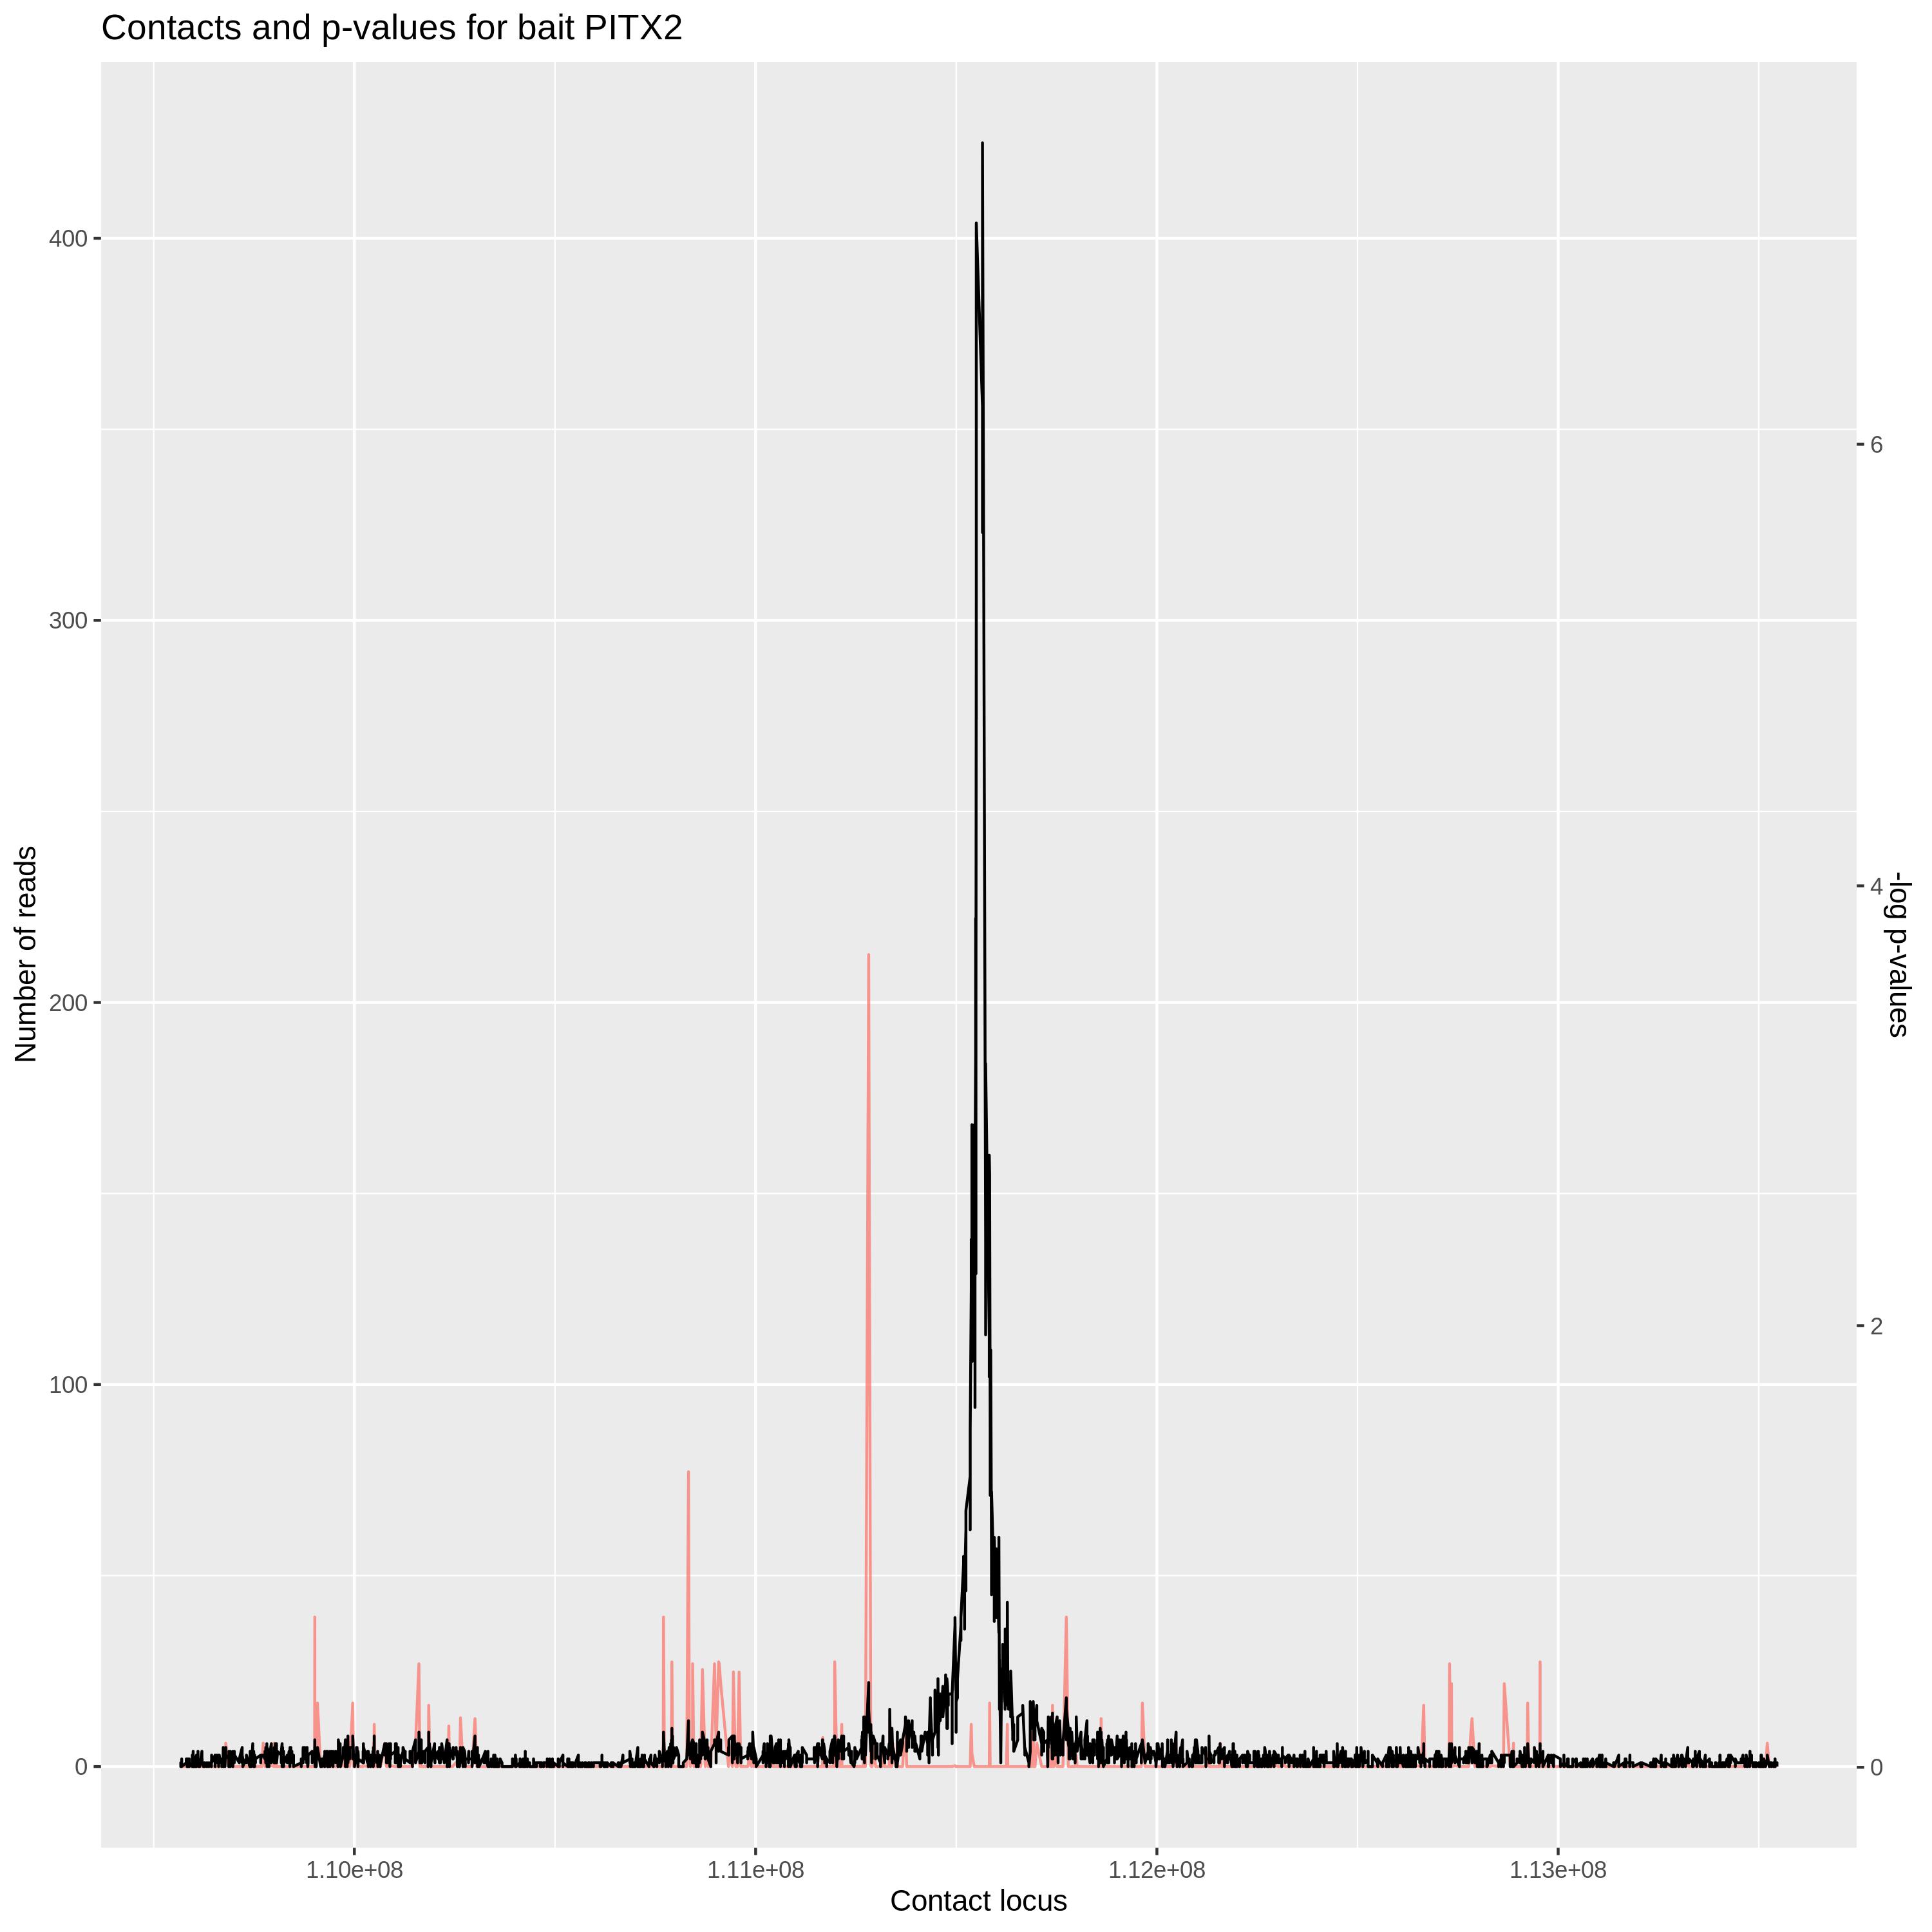 Contacts and p-values for bait PITX2
Number of reads
400
300
200
100
0
6
4
2
0
-log p-values
1.10e+08
1.11e+08
1.12e+08
1.13e+08
Contact locus